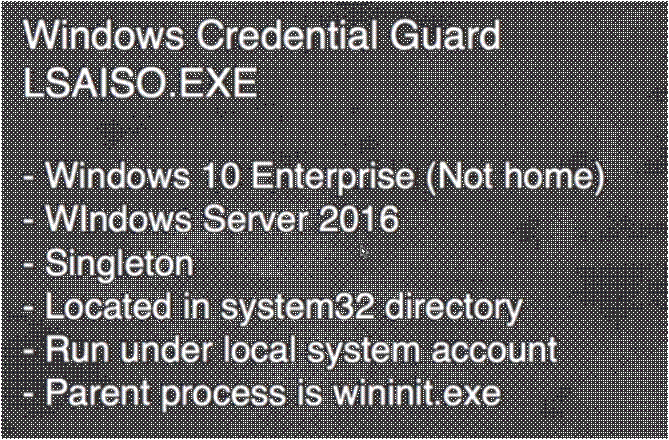 Windows Credential Guard
LSAISO.EXE
- Windows 10 Enterprise (Not home)
- WIndows Server 2016
- Singleton
- Located in system32 directory
- Run under local system account
- Parent process is wininit.exe